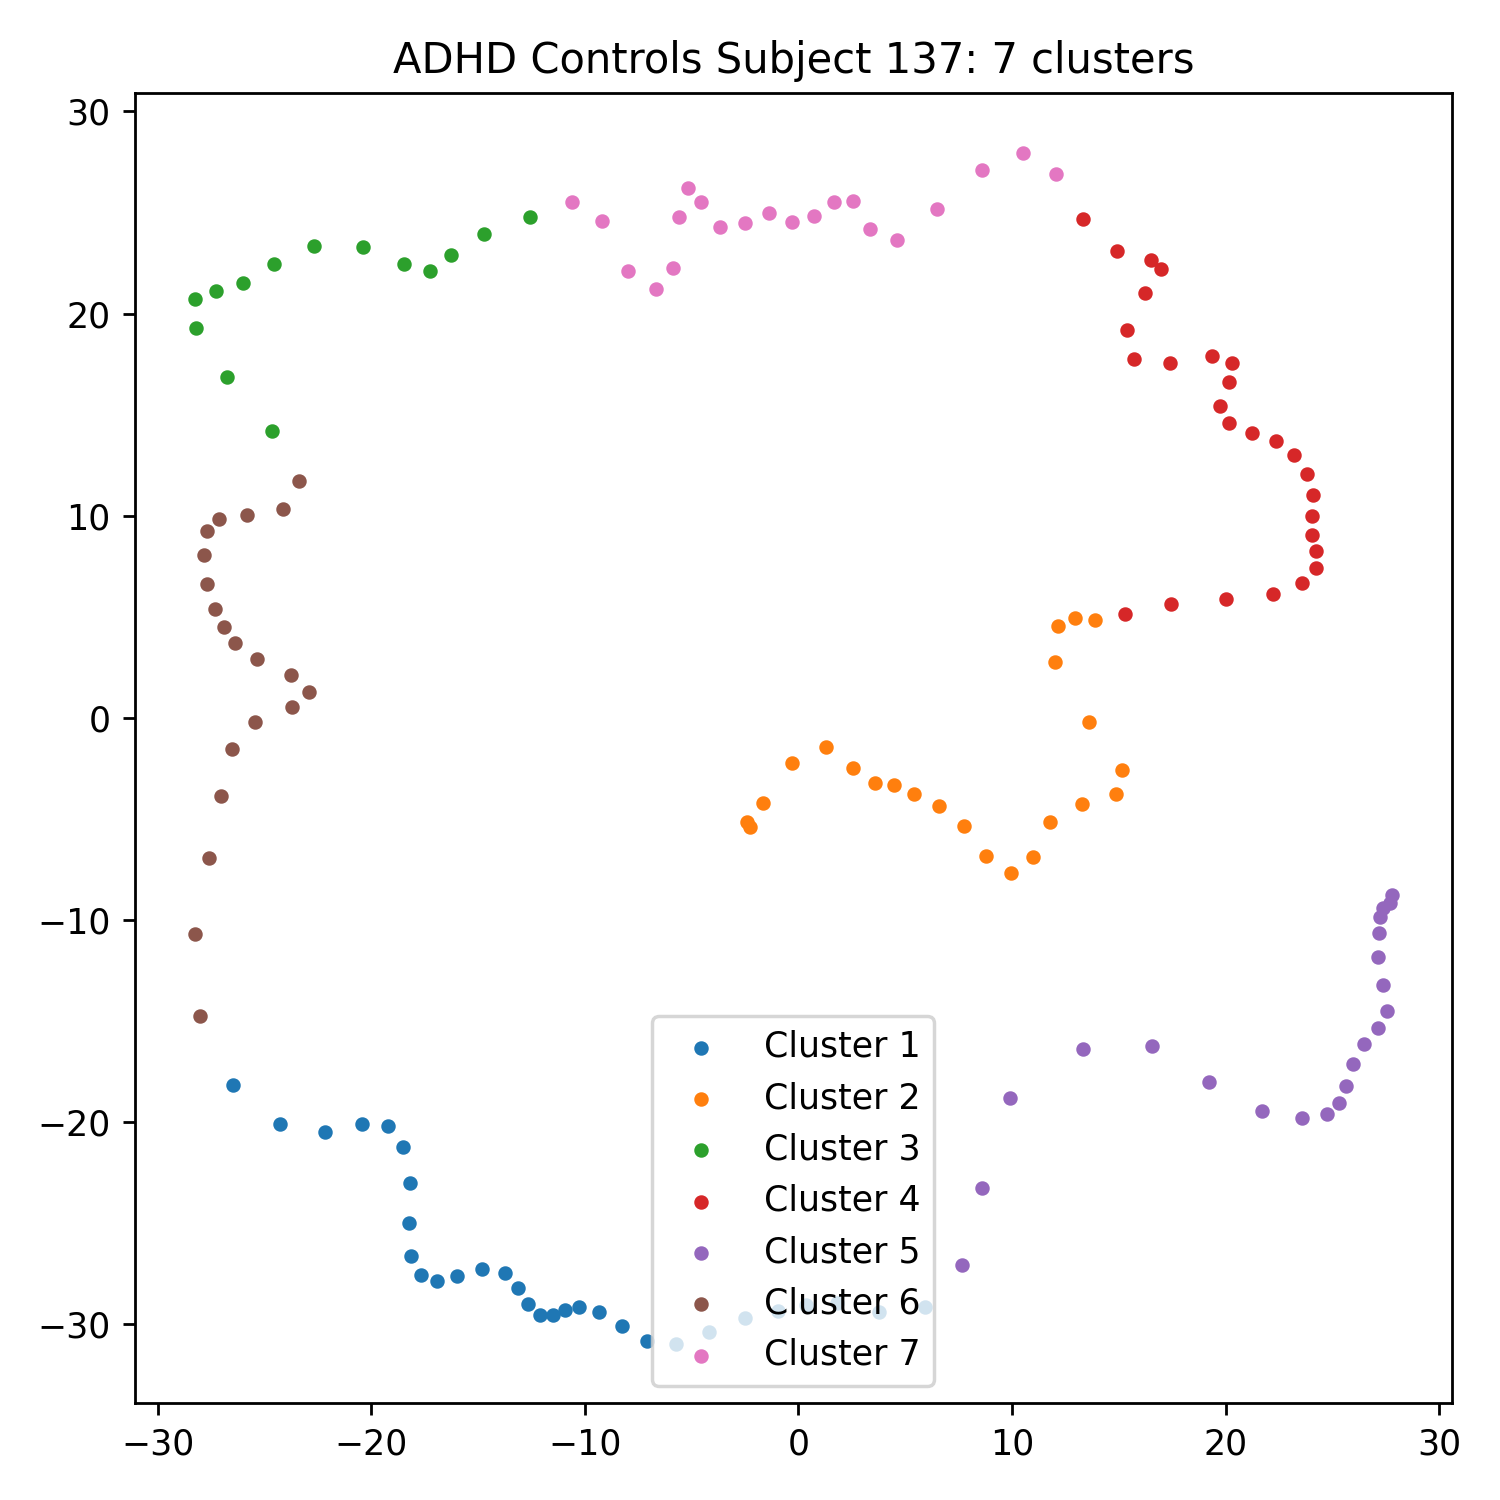 ADHD Controls Subject 137: 7 clusters
30
20
10
0
−10
−20
−30
Cluster 1
Cluster 2
Cluster 3
Cluster 4
Cluster 5
Cluster 6
Cluster 7
−30 −20 −10 0 10 20 30